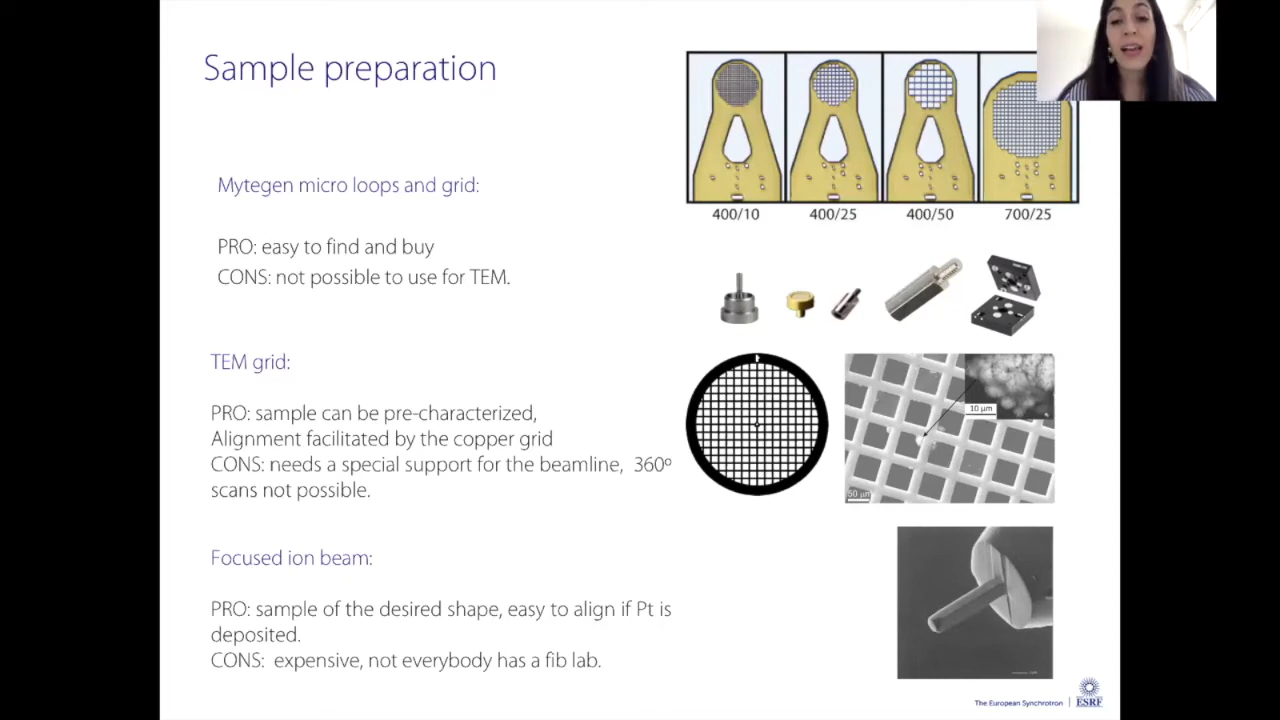 Sample preparation
400/10 400/25 400/50 700/25
Mytegen micro loops and grid:
PRO: easy to find and buy
CONS: not possible to use for TEM.
TEM grid:
PRO: sample can be pre-characterized,
Alignment facilitated by the copper grid
CONS: needs a special support for the beamline, 360º
scans not possible.
10 µm
50 µm
Focused ion beam:
PRO: sample of the desired shape, easy to align if Pt is
deposited.
CONS: expensive, not everybody has a fib lab.
The European Synchrotron | ESRF